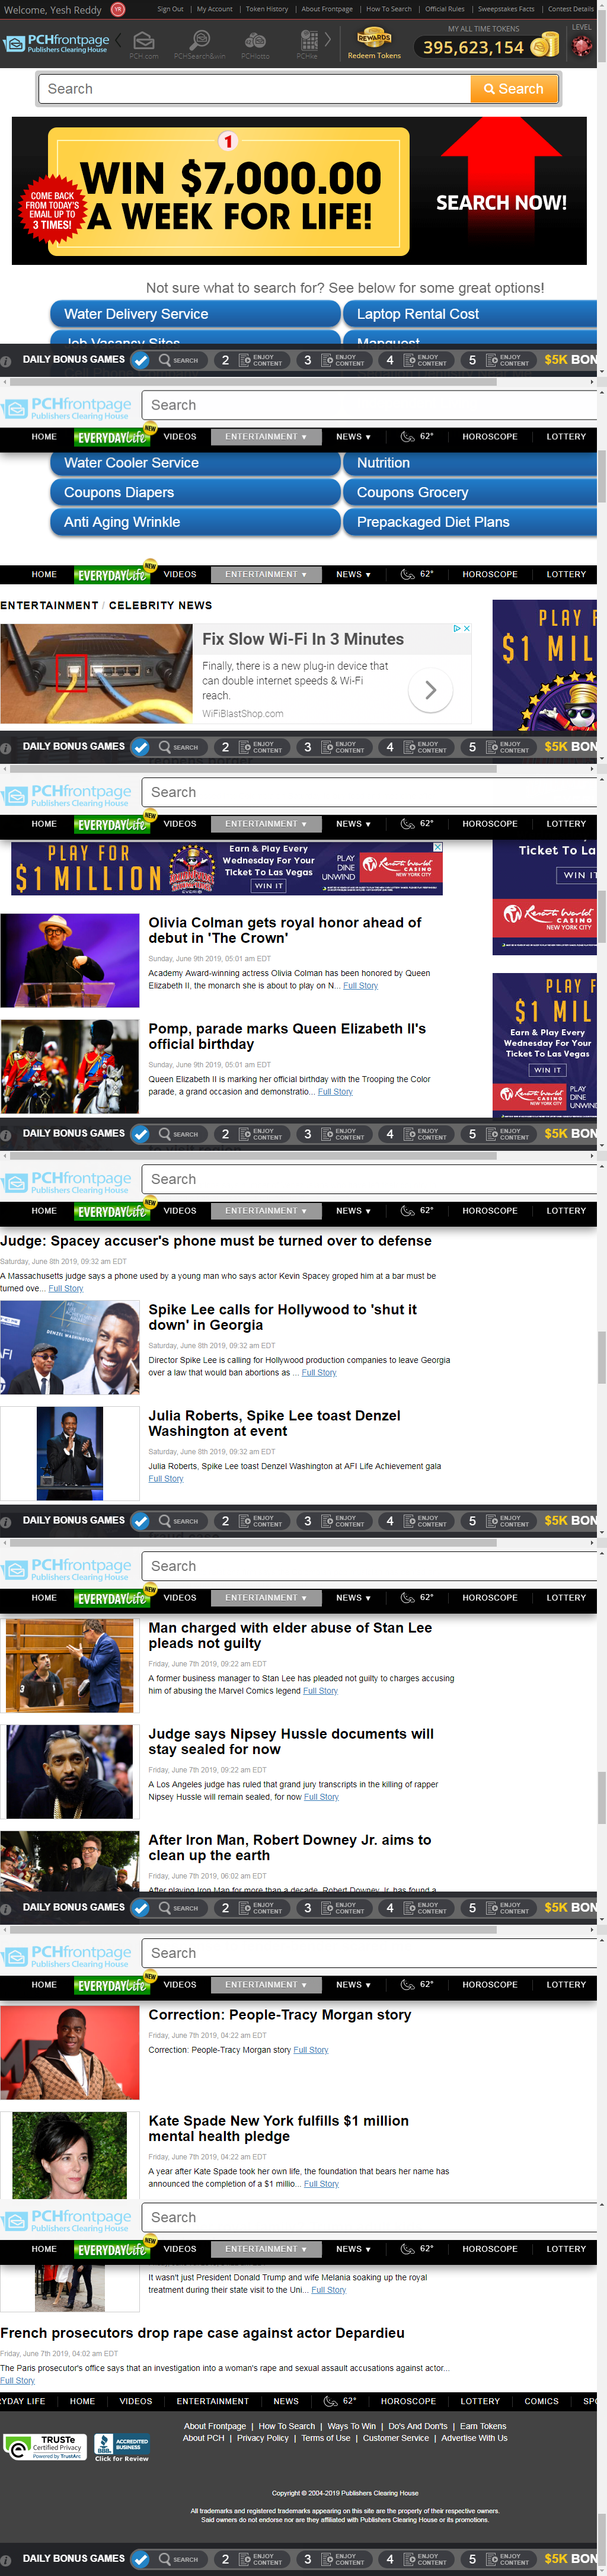 Welcome, Yesh Reddy YR Sign Out | My Account | Token History | About Frontpage | How To Search | Official Rules | Sweepstakes Facts | Contest Details
PCHfrontpage
Publishers Clearing House
PCH.com PCHSearch&win PCHlotto
REWARDS
Redeem Tokens
MY ALL TIME TOKENS
395,623,154
LEVEL
Search Search
1
WIN $7,000.00
A WEEK FOR LIFE!
COME BACK
FROM TODAY'S
EMAIL UP TO
3 TIMES!
SEARCH NOW!
Not sure what to search for? See below for some great options!
Water Delivery Service Laptop Rental Cost
Job Vacancy Sites Mapquest
DAILY BONUS GAMES SEARCH 2 ENJOY CONTENT 3 ENJOY CONTENT 4 ENJOY CONTENT 5 ENJOY CONTENT $5K BON
PCHfrontpage
Publishers Clearing House
Search
HOME EVERYDAYlife NEW VIDEOS ENTERTAINMENT ▼ NEWS ▼ 62° HOROSCOPE LOTTERY
Water Cooler Service Nutrition
Coupons Diapers Coupons Grocery
Anti Aging Wrinkle Prepackaged Diet Plans
HOME EVERYDAYlife NEW VIDEOS ENTERTAINMENT ▼ NEWS ▼ 62° HOROSCOPE LOTTERY
ENTERTAINMENT / CELEBRITY NEWS
Fix Slow Wi-Fi In 3 Minutes
Finally, there is a new plug-in device that
can double internet speeds & Wi-Fi
reach.
WiFiBlastShop.com
PLAY F
$1 MIL
DAILY BONUS GAMES SEARCH 2 ENJOY CONTENT 3 ENJOY CONTENT 4 ENJOY CONTENT 5 ENJOY CONTENT $5K BON
PCHfrontpage
Publishers Clearing House
Search
HOME EVERYDAYlife NEW VIDEOS ENTERTAINMENT ▼ NEWS ▼ 62° HOROSCOPE LOTTERY
PLAY FOR
$1 MILLION
Earn & Play Every
Wednesday For Your
Ticket To Las Vegas
WIN IT
PLAY
DINE
UNWIND
Resorts World
CASINO
NEW YORK CITY
Ticket To La
WIN IT
Resorts World
CASINO
NEW YORK CITY
Olivia Colman gets royal honor ahead of
debut in 'The Crown'
Sunday, June 9th 2019, 05:01 am EDT
Academy Award-winning actress Olivia Colman has been honored by Queen
Elizabeth II, the monarch she is about to play on N... Full Story
PLAY F
$1 MIL
Earn & Play Every
Wednesday For Your
Ticket To Las Vegas
WIN IT
Resorts World
CASINO
NEW YORK CITY
PLAY
DINE
UNWIND
Pomp, parade marks Queen Elizabeth II's
official birthday
Sunday, June 9th 2019, 05:01 am EDT
Queen Elizabeth II is marking her official birthday with the Trooping the Color
parade, a grand occasion and demonstratio... Full Story
DAILY BONUS GAMES SEARCH 2 ENJOY CONTENT 3 ENJOY CONTENT 4 ENJOY CONTENT 5 ENJOY CONTENT $5K BON
PCHfrontpage
Publishers Clearing House
Search
HOME EVERYDAYlife NEW VIDEOS ENTERTAINMENT ▼ NEWS ▼ 62° HOROSCOPE LOTTERY
Judge: Spacey accuser's phone must be turned over to defense
Saturday, June 8th 2019, 09:32 am EDT
A Massachusetts judge says a phone used by a young man who says actor Kevin Spacey groped him at a bar must be
turned ove... Full Story
Spike Lee calls for Hollywood to 'shut it
down' in Georgia
Saturday, June 8th 2019, 09:32 am EDT
Director Spike Lee is calling for Hollywood production companies to leave Georgia
over a law that would ban abortions as ... Full Story
Julia Roberts, Spike Lee toast Denzel
Washington at event
Saturday, June 8th 2019, 09:32 am EDT
Julia Roberts, Spike Lee toast Denzel Washington at AFI Life Achievement gala
Full Story
DAILY BONUS GAMES SEARCH 2 ENJOY CONTENT 3 ENJOY CONTENT 4 ENJOY CONTENT 5 ENJOY CONTENT $5K BON
PCHfrontpage
Publishers Clearing House
Search
HOME EVERYDAYlife NEW VIDEOS ENTERTAINMENT ▼ NEWS ▼ 62° HOROSCOPE LOTTERY
Man charged with elder abuse of Stan Lee
pleads not guilty
Friday, June 7th 2019, 09:22 am EDT
A former business manager to Stan Lee has pleaded not guilty to charges accusing
him of abusing the Marvel Comics legend Full Story
Judge says Nipsey Hussle documents will
stay sealed for now
Friday, June 7th 2019, 09:22 am EDT
A Los Angeles judge has ruled that grand jury transcripts in the killing of rapper
Nipsey Hussle will remain sealed, for now Full Story
After Iron Man, Robert Downey Jr. aims to
clean up the earth
Friday, June 7th 2019, 06:02 am EDT
After playing Iron Man for more than a decade, Robert Downey Jr. has found a
DAILY BONUS GAMES SEARCH 2 ENJOY CONTENT 3 ENJOY CONTENT 4 ENJOY CONTENT 5 ENJOY CONTENT $5K BON
PCHfrontpage
Publishers Clearing House
Search
HOME EVERYDAYlife NEW VIDEOS ENTERTAINMENT ▼ NEWS ▼ 62° HOROSCOPE LOTTERY
Correction: People-Tracy Morgan story
Friday, June 7th 2019, 04:22 am EDT
Correction: People-Tracy Morgan story Full Story
Kate Spade New York fulfills $1 million
mental health pledge
Friday, June 7th 2019, 04:22 am EDT
A year after Kate Spade took her own life, the foundation that bears her name has
announced the completion of a $1 millio... Full Story
PCHfrontpage
Publishers Clearing House
Search
HOME EVERYDAYlife NEW VIDEOS ENTERTAINMENT ▼ NEWS ▼ 62° HOROSCOPE LOTTERY
It wasn't just President Donald Trump and wife Melania soaking up the royal
treatment during their state visit to the Uni... Full Story
French prosecutors drop rape case against actor Depardieu
Friday, June 7th 2019, 04:02 am EDT
The Paris prosecutor's office says that an investigation into a woman's rape and sexual assault accusations against actor...
Full Story
RYDAY LIFE HOME VIDEOS ENTERTAINMENT NEWS 62° HOROSCOPE LOTTERY COMICS SPO
About Frontpage | How To Search | Ways To Win | Do's And Don'ts | Earn Tokens
About PCH | Privacy Policy | Terms of Use | Customer Service | Advertise With Us
TRUSTe
Certified Privacy
Powered by TrustArc
BBB
ACCREDITED
BUSINESS
Click for Review
Copyright © 2004-2019 Publishers Clearing House
All trademarks and registered trademarks appearing on this site are the property of their respective owners.
Said owners do not endorse nor are they affiliated with Publishers Clearing House or its promotions.
DAILY BONUS GAMES SEARCH 2 ENJOY CONTENT 3 ENJOY CONTENT 4 ENJOY CONTENT 5 ENJOY CONTENT $5K BON